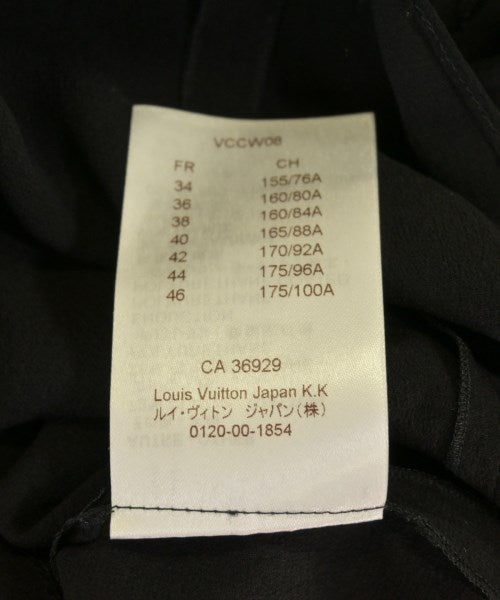 VCCW08
FR CH
34 155/76A
36 160/80A
38 160/84A
40 165/88A
42 170/92A
44 175/96A
46 175/100A
CA 36929
Louis Vuitton Japan K.K
ルイ・ヴィトン ジャパン(株)
0120-00-1854